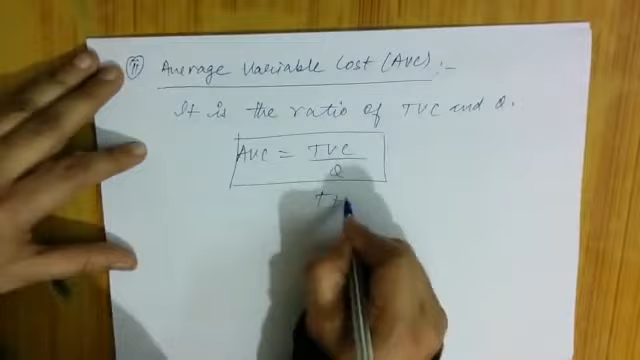 (ii) Average Variable Cost (AVC):-
It is the ratio of TVC and Q.
AVC = TVC
Q